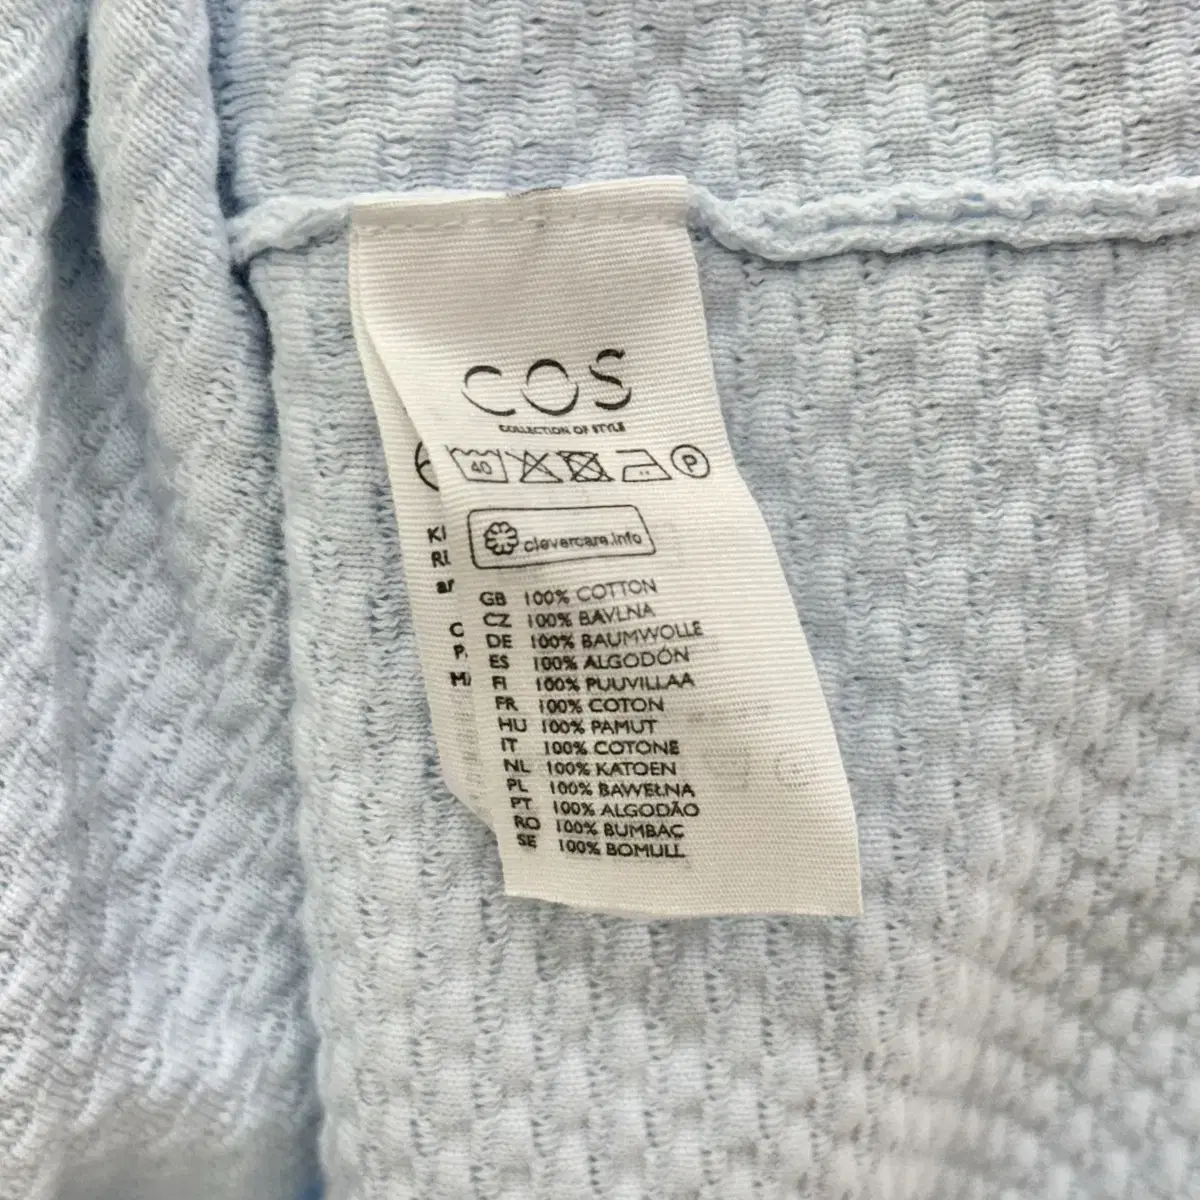 COS
COLLECTION OF STYLE
40 P
clevercare.info
GB 100% COTTON
CZ 100% BAVLNA
DE 100% BAUMWOLLE
ES 100% ALGODÓN
FI 100% PUUVILLAA
FR 100% COTON
HU 100% PAMUT
IT 100% COTONE
NL 100% KATOEN
PL 100% BAWEŁNA
PT 100% ALGODÃO
RO 100% BUMBAC
SE 100% BOMULL